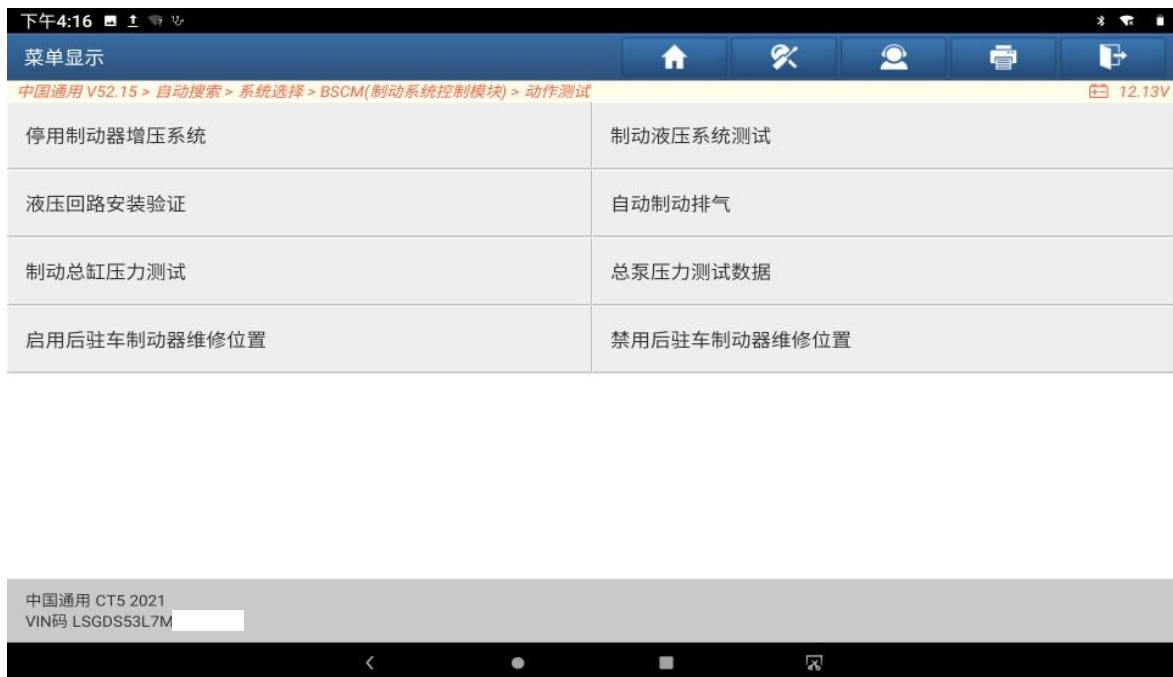 下午4:16
菜单显示
中国通用 V52.15 > 自动搜索 > 系统选择 > BSCM(制动系统控制模块) > 动作测试 12.13V
停用制动器增压系统 制动液压系统测试
液压回路安装验证 自动制动排气
制动总缸压力测试 总泵压力测试数据
启用后驻车制动器维修位置 禁用后驻车制动器维修位置
中国通用 CT5 2021
VIN码 LSGDS53L7M